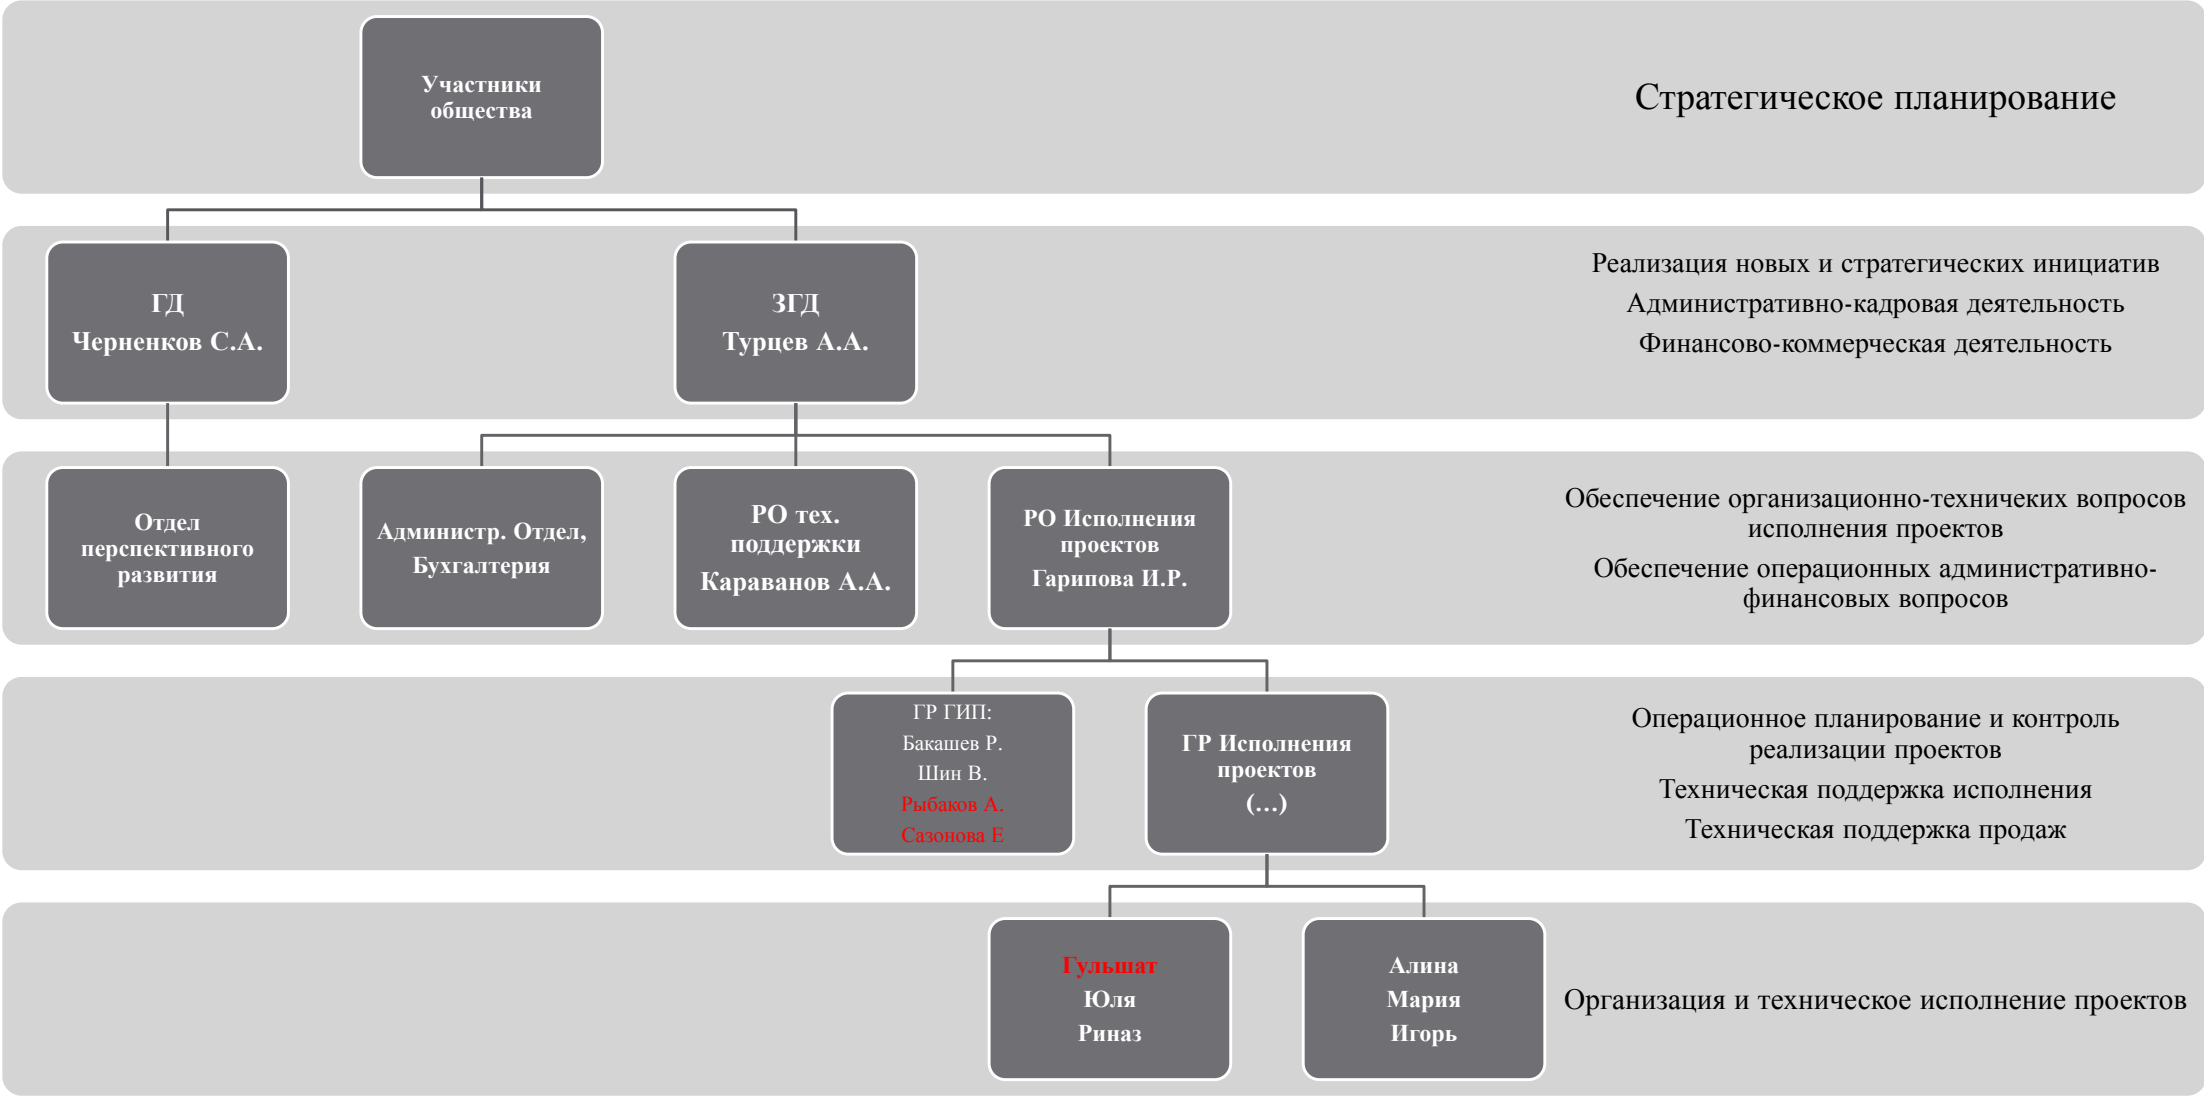 Участники
общества
Стратегическое планирование
ГД
Черненков С.А.
ЗГД
Турцев А.А.
Реализация новых и стратегических инициатив
Административно-кадровая деятельность
Финансово-коммерческая деятельность
Отдел
перспективного
развития
Администр. Отдел,
Бухгалтерия
РО тех.
поддержки
Караванов А.А.
РО Исполнения
проектов
Гарипова И.Р.
Обеспечение организационно-техничеких вопросов
исполнения проектов
Обеспечение операционных административно-
финансовых вопросов
ГР ГИП:
Бакашев Р.
Шин В.
Рыбаков А.
Сазонова Е
ГР Исполнения
проектов
(...)
Операционное планирование и контроль
реализации проектов
Техническая поддержка исполнения
Техническая поддержка продаж
Гульшат
Юля
Риназ
Алина
Мария
Игорь
Организация и техническое исполнение проектов